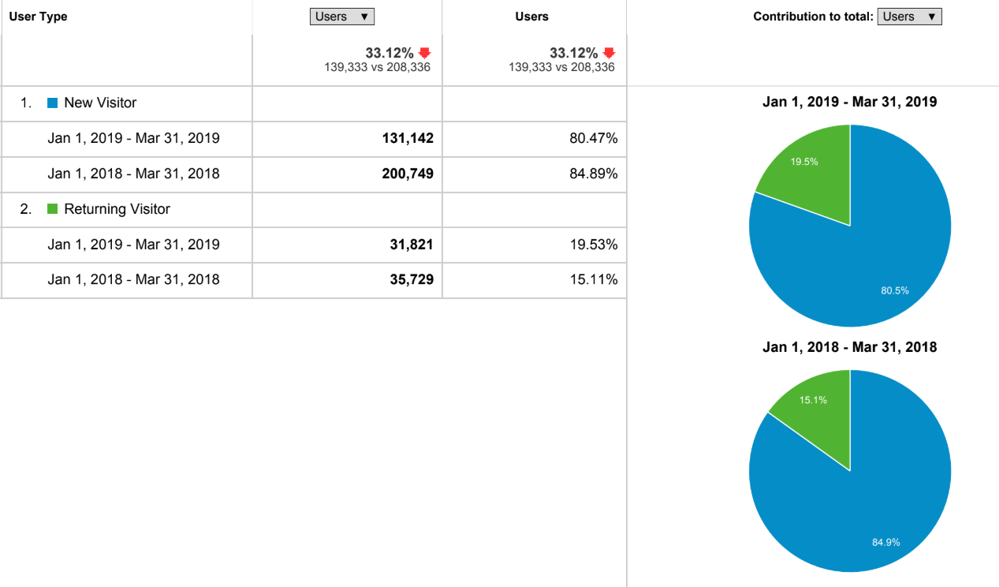 User Type Users ▼ Users Contribution to total: Users ▼
33.12% 33.12%
139,333 vs 208,336 139,333 vs 208,336
1. New Visitor
Jan 1, 2019 - Mar 31, 2019 131,142 80.47%
Jan 1, 2018 - Mar 31, 2018 200,749 84.89%
2. Returning Visitor
Jan 1, 2019 - Mar 31, 2019 31,821 19.53%
Jan 1, 2018 - Mar 31, 2018 35,729 15.11%
Jan 1, 2019 - Mar 31, 2019
19.5%
80.5%
Jan 1, 2018 - Mar 31, 2018
15.1%
84.9%